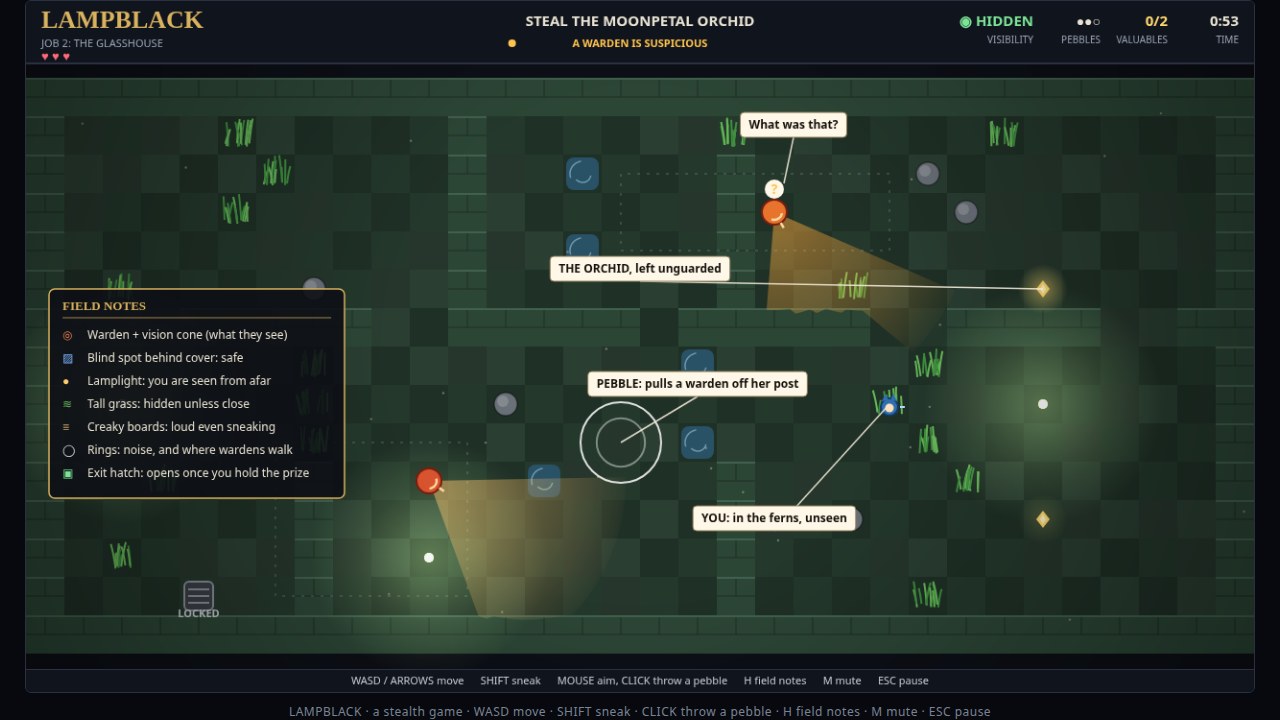 LAMPBLACK
JOB 2: THE GLASSHOUSE
STEAL THE MOONPETAL ORCHID
A WARDEN IS SUSPICIOUS
HIDDEN
VISIBILITY
PEBBLES
0/2
VALUABLES
0:53
TIME
What was that?
?
THE ORCHID, left unguarded
FIELD NOTES
Warden + vision cone (what they see)
Blind spot behind cover: safe
Lamplight: you are seen from afar
Tall grass: hidden unless close
Creaky boards: loud even sneaking
Rings: noise, and where wardens walk
Exit hatch: opens once you hold the prize
PEBBLE: pulls a warden off her post
YOU: in the ferns, unseen
LOCKED
WASD / ARROWS move SHIFT sneak MOUSE aim, CLICK throw a pebble H field notes M mute ESC pause
LAMPBLACK · a stealth game · WASD move · SHIFT sneak · CLICK throw a pebble · H field notes · M mute · ESC pause